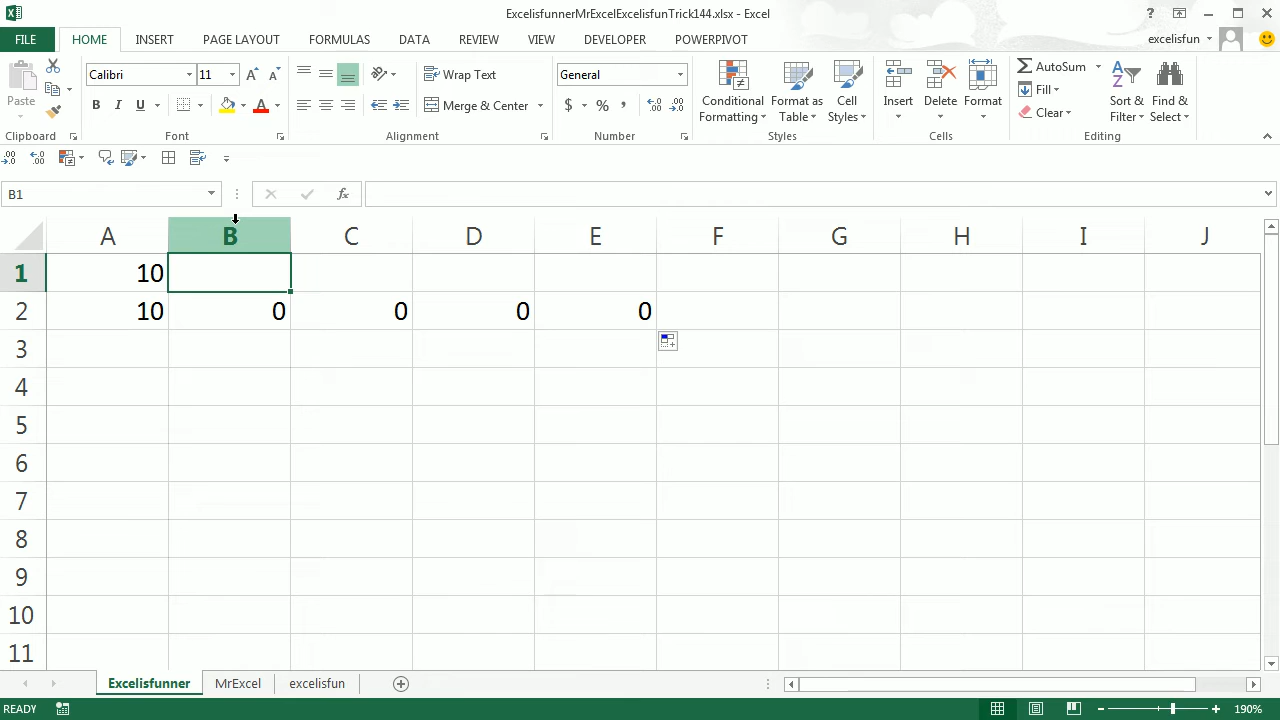 ExcelisfunnerMrExcelExcelisfunTrick144.xlsx - Excel
FILE HOME INSERT PAGE LAYOUT FORMULAS DATA REVIEW VIEW DEVELOPER POWERPIVOT excelisfun
Calibri 11 Wrap Text General AutoSum
Paste Fill
B I U Merge & Center $ % , Conditional Formatting Format as Table Cell Styles Insert Delete Format Clear Sort & Filter Find & Select
Clipboard Font Alignment Number Styles Cells Editing
B1 fx
A B C D E F G H I J
1 10
2 10 0 0 0 0
3
4
5
6
7
8
9
10
11
Excelisfunner MrExcel excelisfun
READY 190%